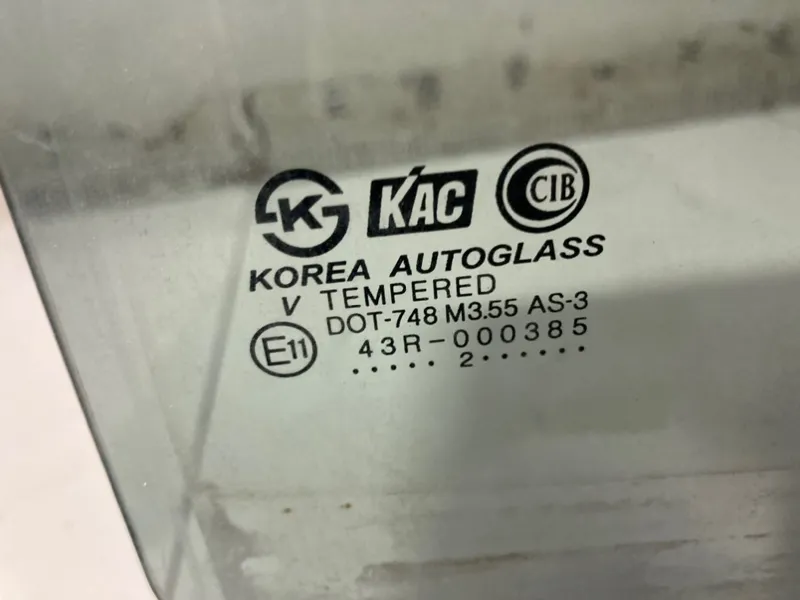 K KAC CIB
KOREA AUTOGLASS
V TEMPERED
DOT-748 M3.55 AS-3
E11 43R-000385
..... 2 ......